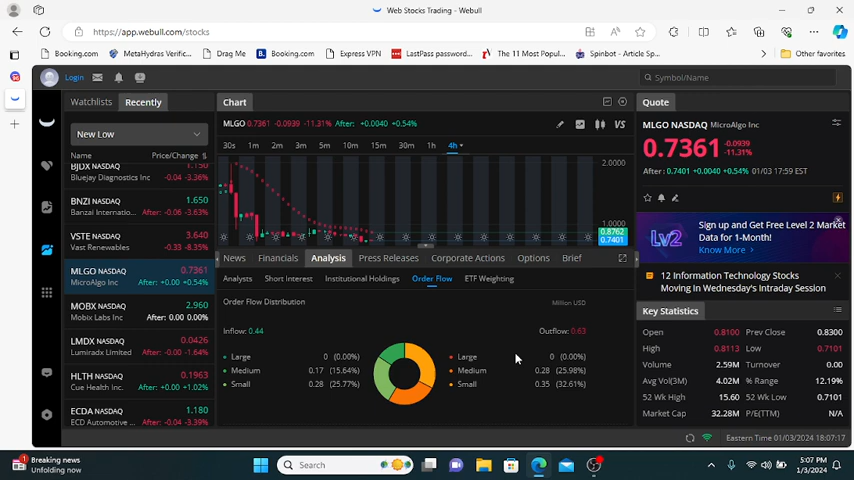 Web Stocks Trading - Webull
https://app.webull.com/stocks
Booking.com
MetaHydras Verific...
Drag Me
Booking.com
Express VPN
LastPass password...
The 11 Most Popul...
Spinbot - Article Sp...
Other favorites
Login
Symbol/Name
Watchlists Recently
New Low
Name Price/Change
BJDX NASDAQ 1.150
Bluejay Diagnostics Inc -0.04 -3.36%
BNZI NASDAQ 1.650
Banzai Internatio... After: -0.06 -3.63%
VSTE NASDAQ 3.640
Vast Renewables -0.33 -8.35%
MLGO NASDAQ 0.7361
MicroAlgo Inc After: +0.00 +0.54%
MOBX NASDAQ 2.960
Mobix Labs Inc After: 0.00 0.00%
LMDX NASDAQ 0.0426
Lumiradx Limited After: -0.00 -1.64%
HLTH NASDAQ 0.1963
Cue Health Inc. After: +0.00 +1.02%
ECDA NASDAQ 1.180
ECD Automotive ... After: -0.04 -3.39%
Chart
MLGO 0.7361 -0.0939 -11.31% After: +0.0040 +0.54%
VS
30s 1m 2m 3m 5m 10m 15m 30m 1h 4h
2.0000
1.0000
0.8762
0.7401
News Financials Analysis Press Releases Corporate Actions Options Brief
Analysts Short Interest Institutional Holdings Order Flow ETF Weighting
Order Flow Distribution Million USD
Inflow: 0.44 Outflow: 0.63
Large 0 (0.00%) Large 0 (0.00%)
Medium 0.17 (15.64%) Medium 0.28 (25.98%)
Small 0.28 (25.77%) Small 0.35 (32.61%)
Quote
MLGO NASDAQ MicroAlgo Inc
0.7361 -0.0939
-11.31%
After : 0.7401 +0.0040 +0.54% 01/03 17:59 EST
Lv2
Sign up and Get Free Level 2 Market
Data for 1-Month!
Know More >
12 Information Technology Stocks
Moving In Wednesday's Intraday Session
Key Statistics
Open 0.8100 Prev Close 0.8300
High 0.8113 Low 0.7101
Volume 2.59M Turnover 0.00
Avg Vol(3M) 4.02M % Range 12.19%
52 Wk High 15.60 52 Wk Low 0.7101
Market Cap 32.28M P/E(TTM) N/A
Eastern Time 01/03/2024 18:07:17
1
Breaking news
Unfolding now
Search
5:07 PM
1/3/2024